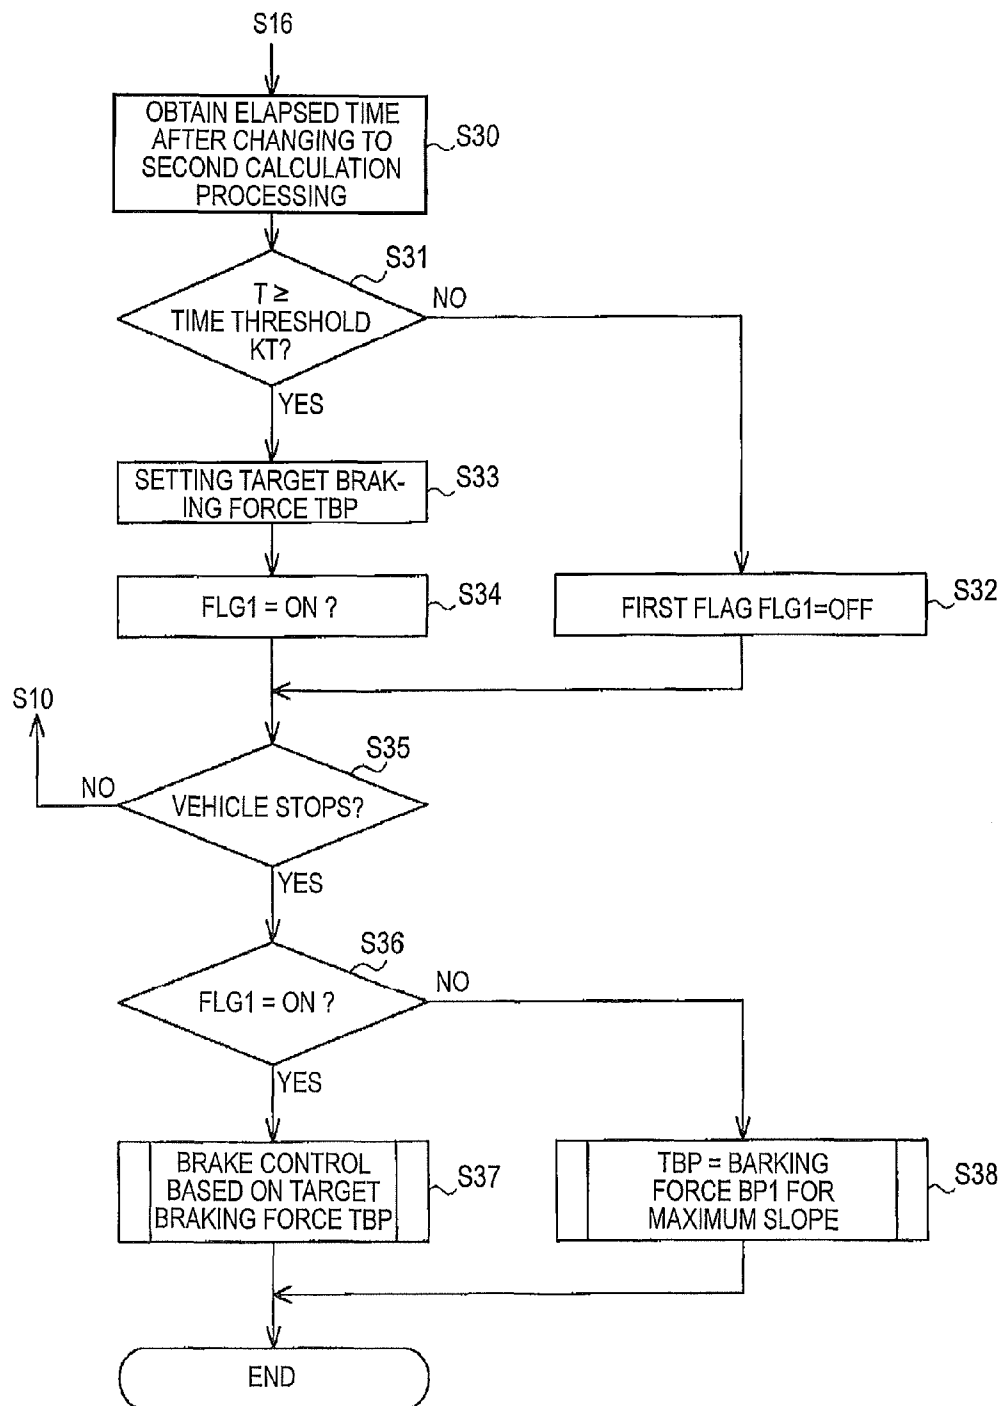 S16
OBTAIN ELAPSED TIME
AFTER CHANGING TO
SECOND CALCULATION
PROCESSING
S30
S31
T ≥
TIME THRESHOLD
KT?
NO
YES
SETTING TARGET BRAK-
ING FORCE TBP
S33
FLG1 = ON ?
S34
FIRST FLAG FLG1=OFF
S32
S10
S35
NO
VEHICLE STOPS?
YES
S36
FLG1 = ON ?
NO
YES
BRAKE CONTROL
BASED ON TARGET
BRAKING FORCE TBP
S37
TBP = BARKING
FORCE BP1 FOR
MAXIMUM SLOPE
S38
END